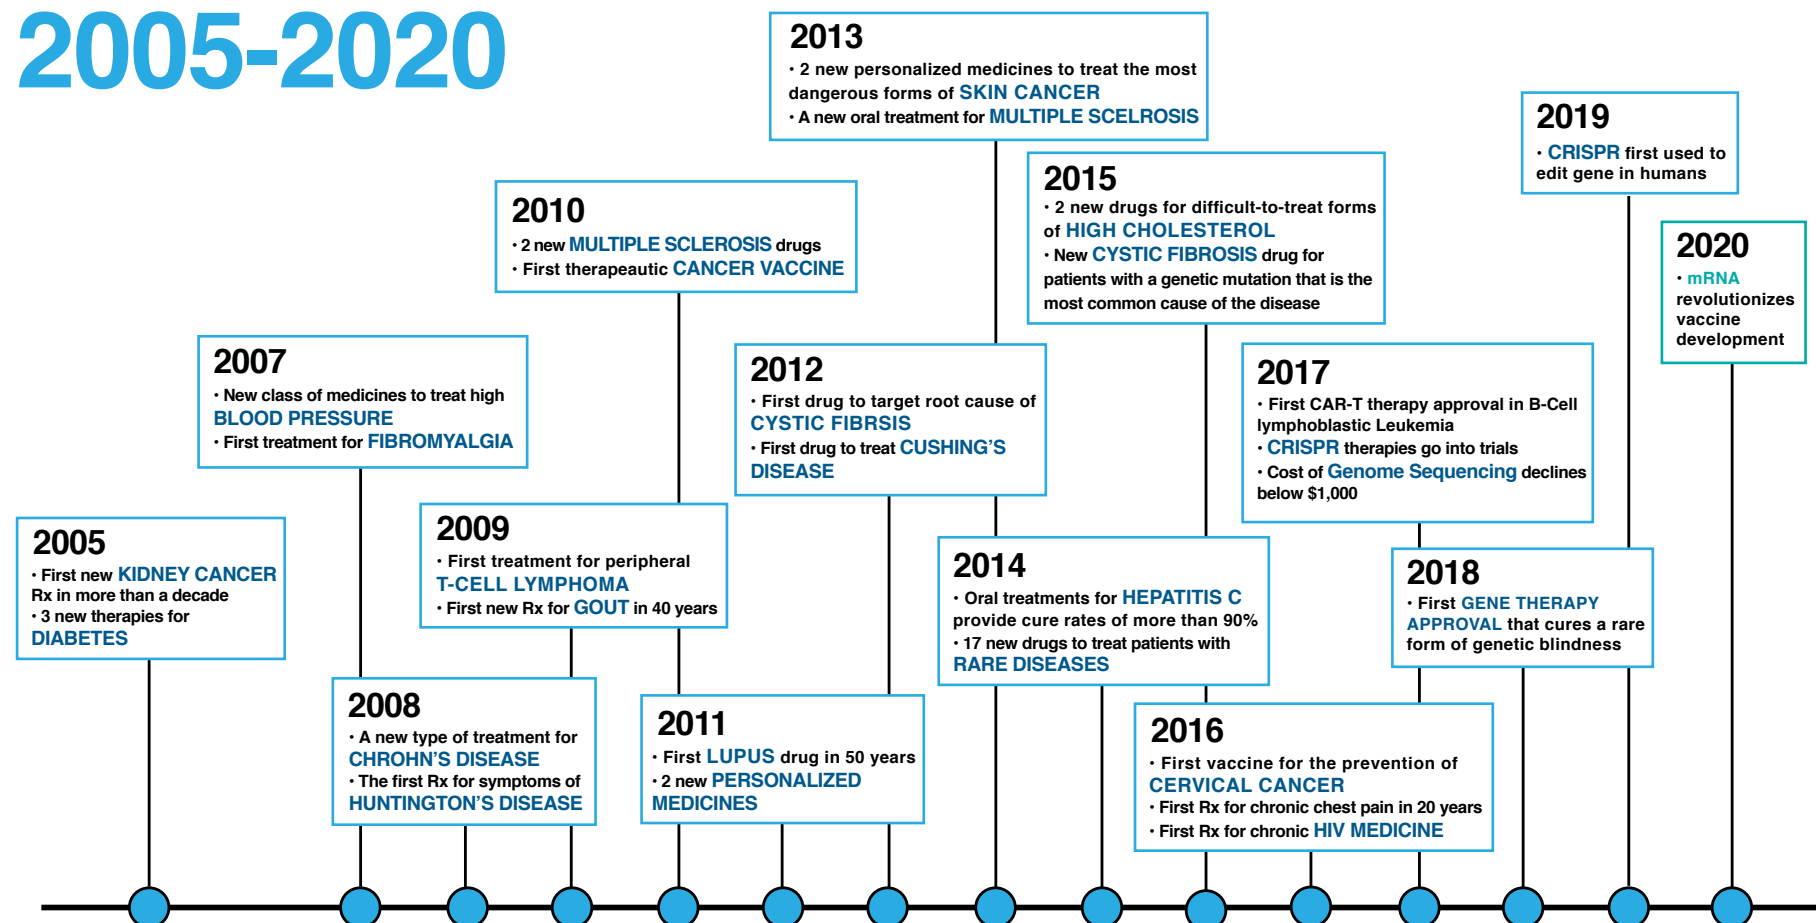 2005-2020
2005
· First new KIDNEY CANCER
Rx in more than a decade
· 3 new therapies for
DIABETES
2007
· New class of medicines to treat high
BLOOD PRESSURE
· First treatment for FIBROMYALGIA
2008
· A new type of treatment for
CHROHN'S DISEASE
· The first Rx for symptoms of
HUNTINGTON'S DISEASE
2009
· First treatment for peripheral
T-CELL LYMPHOMA
· First new Rx for GOUT in 40 years
2010
· 2 new MULTIPLE SCLEROSIS drugs
· First therapeautic CANCER VACCINE
2011
· First LUPUS drug in 50 years
· 2 new PERSONALIZED
MEDICINES
2012
· First drug to target root cause of
CYSTIC FIBRSIS
· First drug to treat CUSHING'S
DISEASE
2013
· 2 new personalized medicines to treat the most
dangerous forms of SKIN CANCER
· A new oral treatment for MULTIPLE SCELROSIS
2014
· Oral treatments for HEPATITIS C
provide cure rates of more than 90%
· 17 new drugs to treat patients with
RARE DISEASES
2015
· 2 new drugs for difficult-to-treat forms
of HIGH CHOLESTEROL
· New CYSTIC FIBROSIS drug for
patients with a genetic mutation that is the
most common cause of the disease
2016
· First vaccine for the prevention of
CERVICAL CANCER
· First Rx for chronic chest pain in 20 years
· First Rx for chronic HIV MEDICINE
2017
· First CAR-T therapy approval in B-Cell
lymphoblastic Leukemia
· CRISPR therapies go into trials
· Cost of Genome Sequencing declines
below $1,000
2018
· First GENE THERAPY
APPROVAL that cures a rare
form of genetic blindness
2019
· CRISPR first used to
edit gene in humans
2020
· mRNA
revolutionizes
vaccine
development